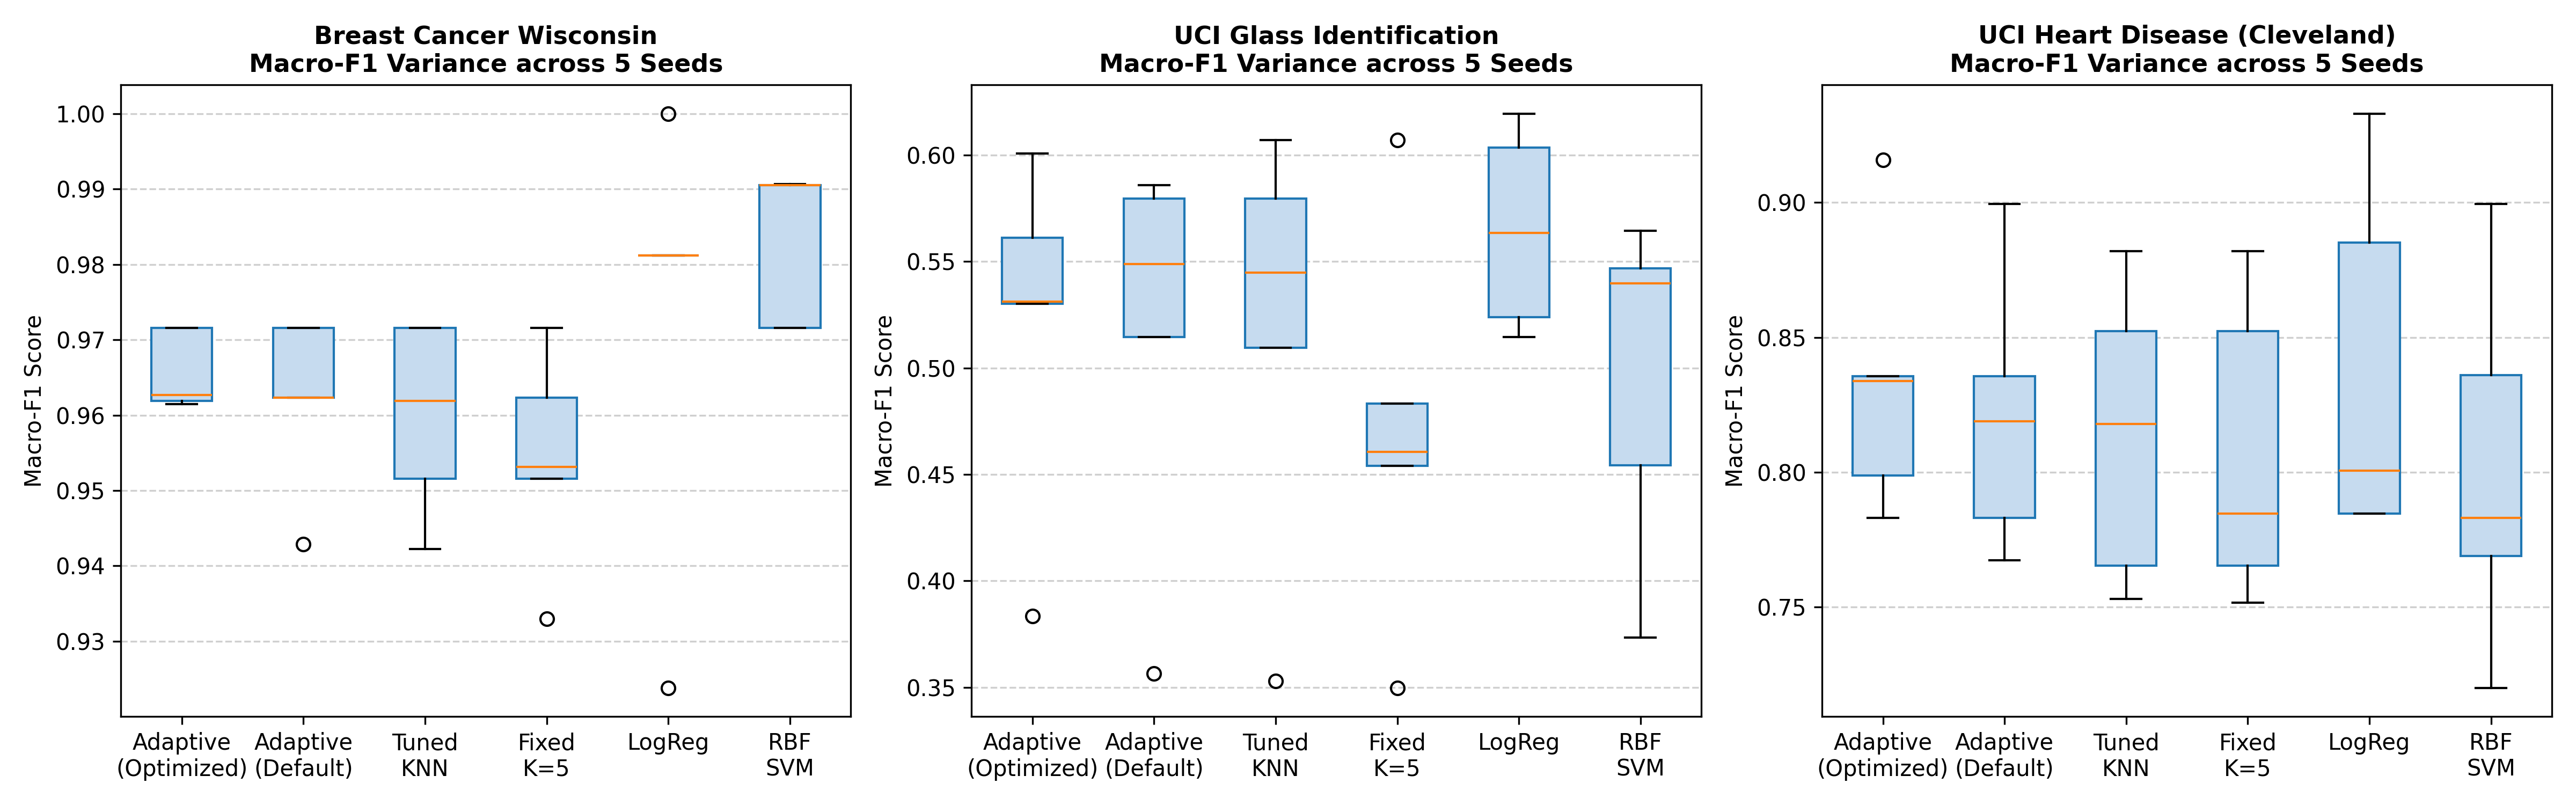 Breast Cancer Wisconsin
Macro-F1 Variance across 5 Seeds
Macro-F1 Score
1.00
0.99
0.98
0.97
0.96
0.95
0.94
0.93
Adaptive
(Optimized)
Adaptive
(Default)
Tuned
KNN
Fixed
K=5
LogReg
RBF
SVM
UCI Glass Identification
Macro-F1 Variance across 5 Seeds
Macro-F1 Score
0.60
0.55
0.50
0.45
0.40
0.35
Adaptive
(Optimized)
Adaptive
(Default)
Tuned
KNN
Fixed
K=5
LogReg
RBF
SVM
UCI Heart Disease (Cleveland)
Macro-F1 Variance across 5 Seeds
Macro-F1 Score
0.90
0.85
0.80
0.75
Adaptive
(Optimized)
Adaptive
(Default)
Tuned
KNN
Fixed
K=5
LogReg
RBF
SVM